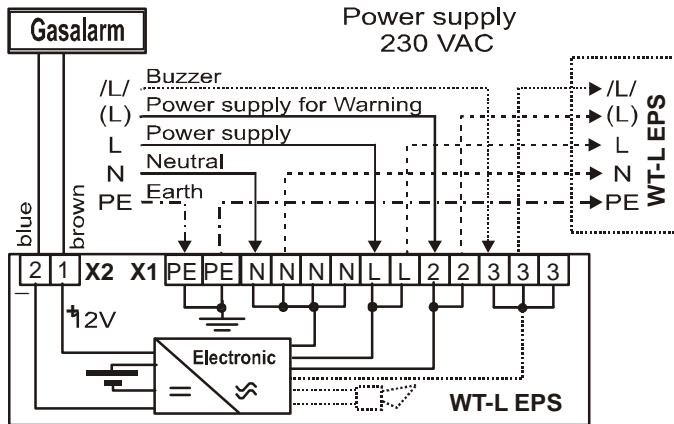 Gasalarm
Power supply
230 VAC
/L/ Buzzer /L/
(L) Power supply for Warning (L)
L Power supply L
N Neutral N
PE Earth PE
WT-L EPS
blue
brown
2 1 X2 X1 PE PE N N N N L L 2 2 3 3 3
– + 12V
Electronic
= ≈
WT-L EPS